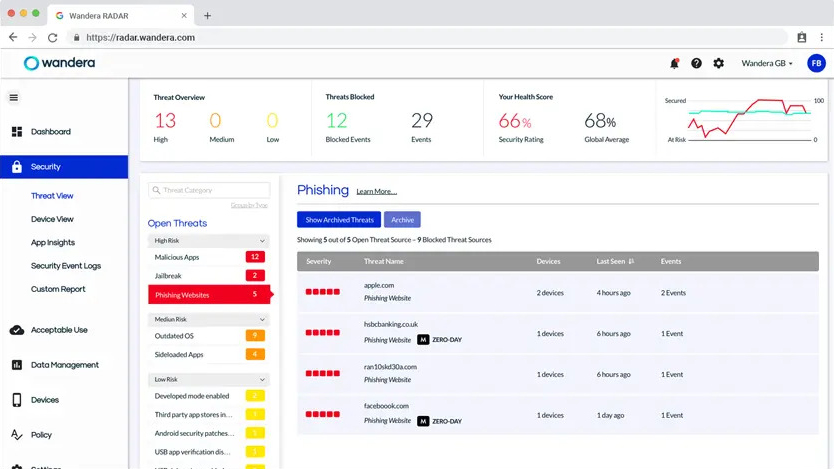 Wandera RADAR
https://radar.wandera.com
wandera
Wandera GB
FB
Dashboard
Security
Threat View
Device View
App Insights
Security Event Logs
Custom Report
Acceptable Use
Data Management
Devices
Policy
Settings
Threat Overview
13 0 0
High Medium Low
Threats Blocked
12 29
Blocked Events Events
Your Health Score
66% 68%
Security Rating Global Average
Secured 100
At Risk 0
Threat Category
Group by Type
Open Threats
High Risk
Malicious Apps 12
Jailbreak 2
Phishing Websites 5
Medium Risk
Outdated OS 9
Sideloaded Apps 4
Low Risk
Developed mode enabled
Third party app stores in...
Android security patches...
USB app verification dis...
Phishing Learn More...
Show Archived Threats Archive
Showing 5 out of 5 Open Threat Source – 9 Blocked Threat Sources
Severity Threat Name Devices Last Seen Events
apple.com
Phishing Website
2 devices 4 hours ago 2 Events
hsbcbanking.co.uk
Phishing Website M ZERO-DAY
1 devices 6 hours ago 1 Event
ran10skd30a.com
Phishing Website
1 devices 6 hours ago 1 Event
faceboook.com
Phishing Website M ZERO-DAY
1 devices 1 day ago 1 Event